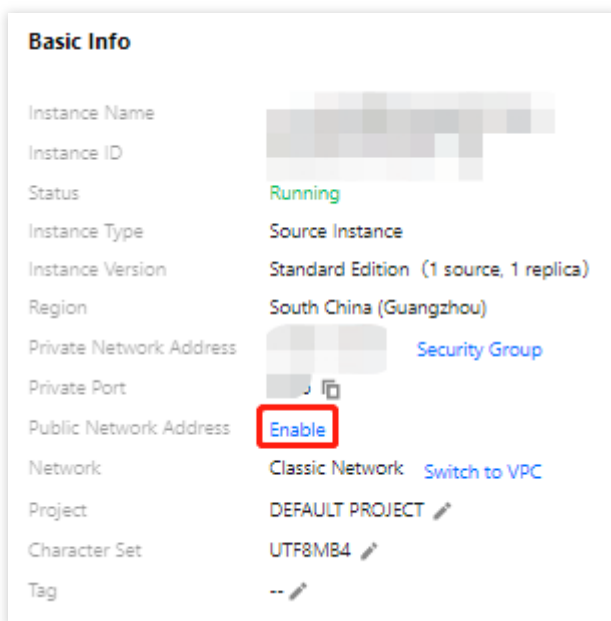 Basic Info
Instance Name
Instance ID
Status Running
Instance Type Source Instance
Instance Version Standard Edition（1 source, 1 replica）
Region South China (Guangzhou)
Private Network Address Security Group
Private Port
Public Network Address Enable
Network Classic Network Switch to VPC
Project DEFAULT PROJECT
Character Set UTF8MB4
Tag --